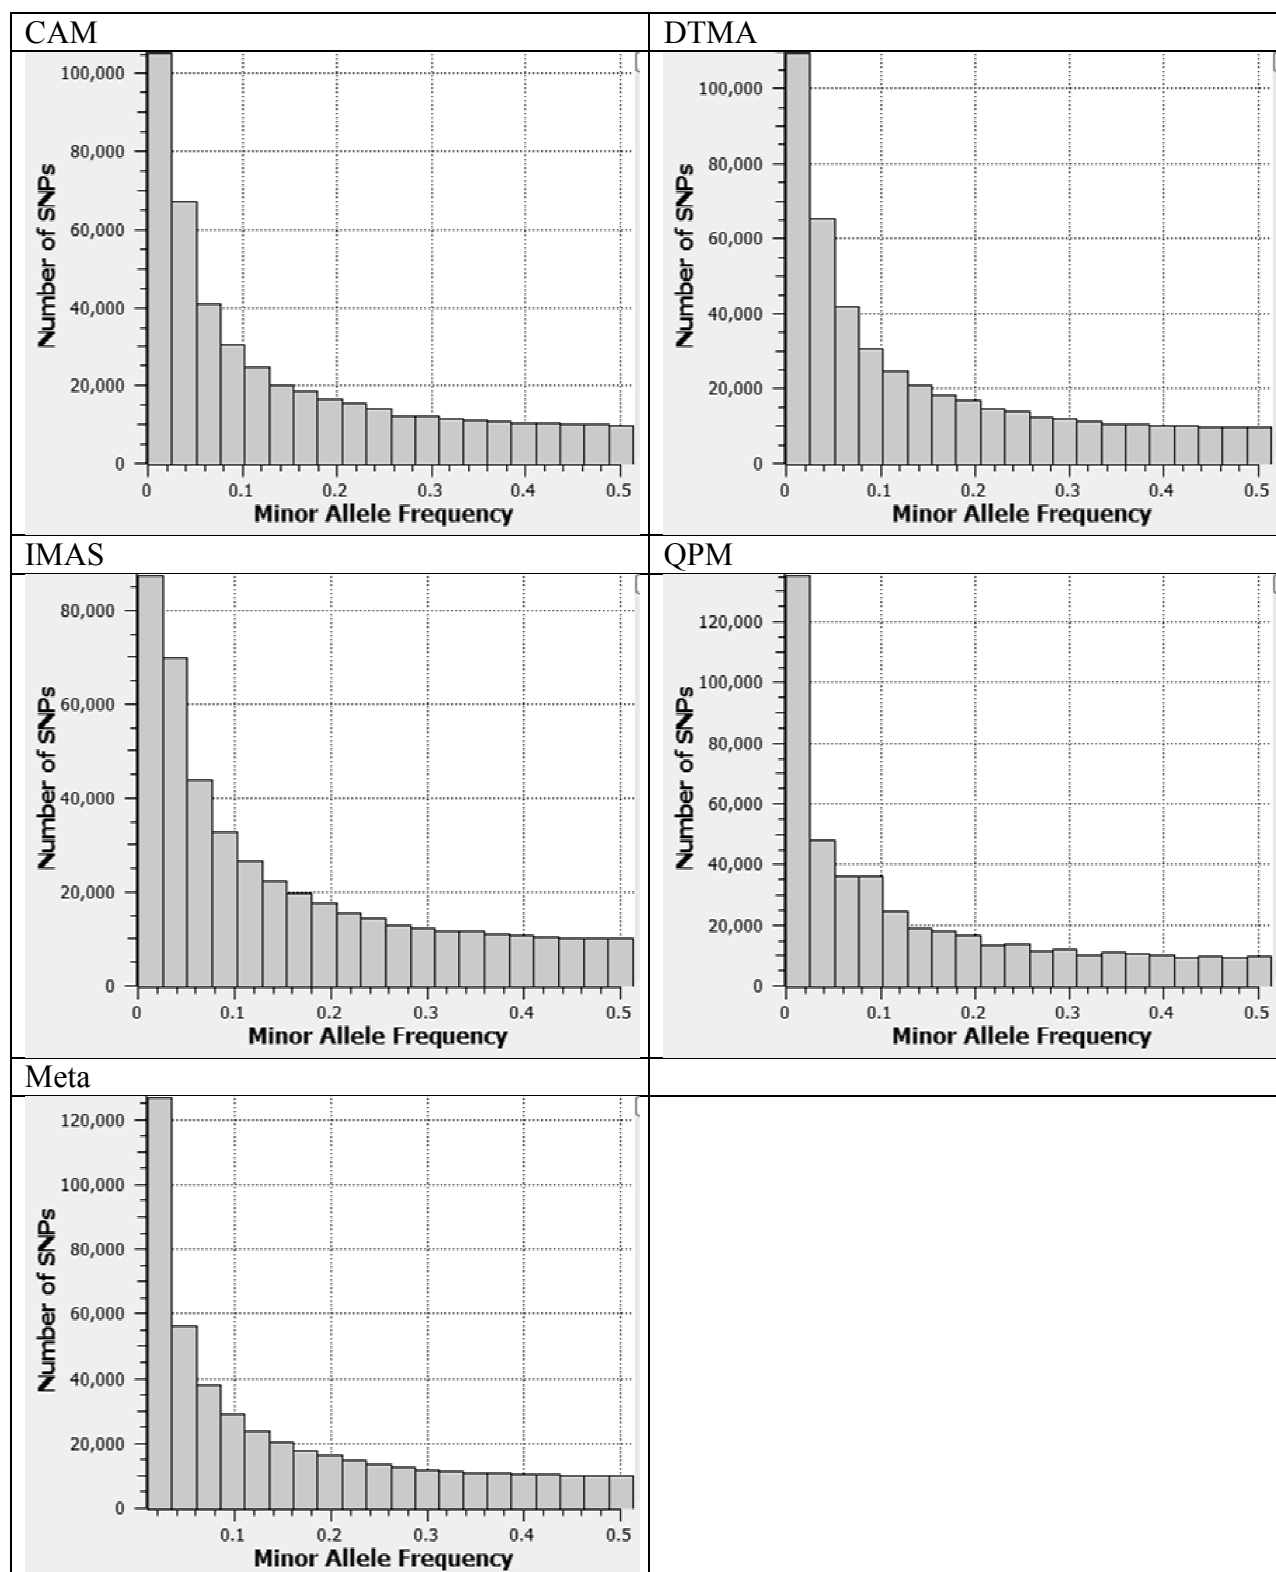 CAM
DTMA
100,000
80,000
60,000
40,000
20,000
0
Number of SNPs
0 0.1 0.2 0.3 0.4 0.5
Minor Allele Frequency
100,000
80,000
60,000
40,000
20,000
0
Number of SNPs
0 0.1 0.2 0.3 0.4 0.5
Minor Allele Frequency
IMAS
QPM
80,000
60,000
40,000
20,000
0
Number of SNPs
0 0.1 0.2 0.3 0.4 0.5
Minor Allele Frequency
120,000
100,000
80,000
60,000
40,000
20,000
0
Number of SNPs
0 0.1 0.2 0.3 0.4 0.5
Minor Allele Frequency
Meta
120,000
100,000
80,000
60,000
40,000
20,000
0
Number of SNPs
0.1 0.2 0.3 0.4 0.5
Minor Allele Frequency